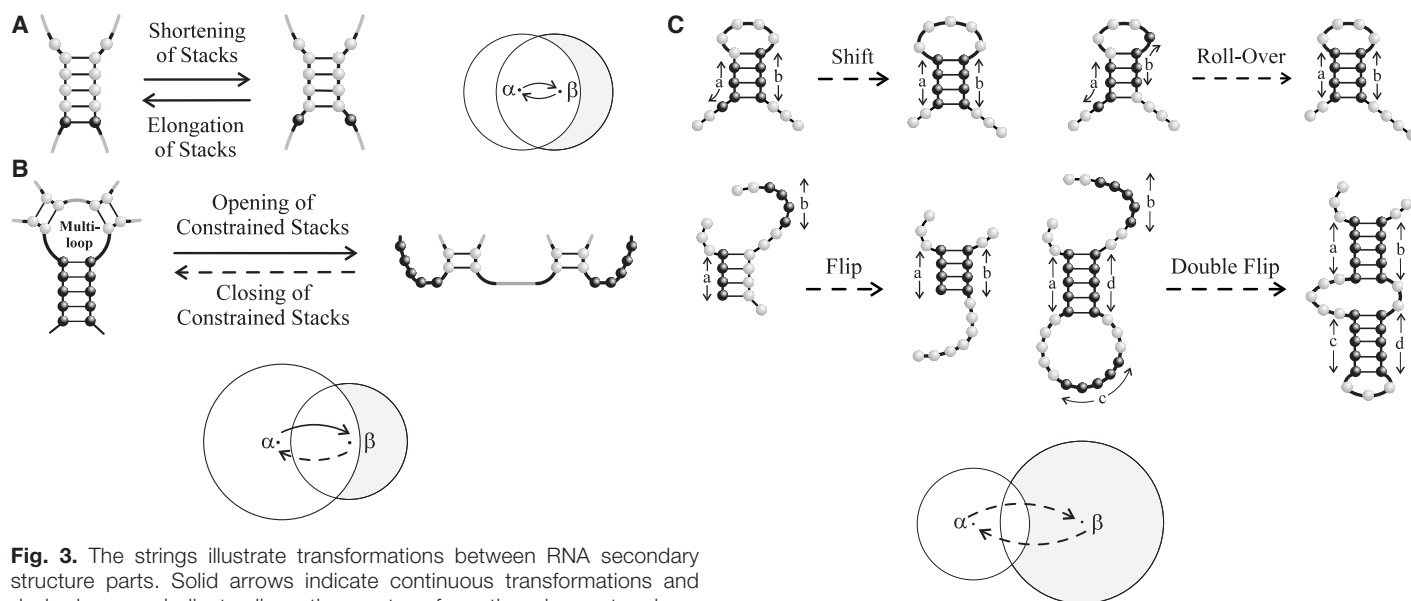 A
Shortening
of Stacks
Elongation
of Stacks
α
β
B
Multi-
loop
Opening of
Constrained Stacks
Closing of
Constrained Stacks
α
β
C
a
b
Shift
a
b
a
b
Roll-Over
a
b
a
b
Flip
a
b
a
b
c
d
Double Flip
a
b
c
d
α
β
Fig. 3. The strings illustrate transformations between RNA secondary
structure parts. Solid arrows indicate continuous transformations and